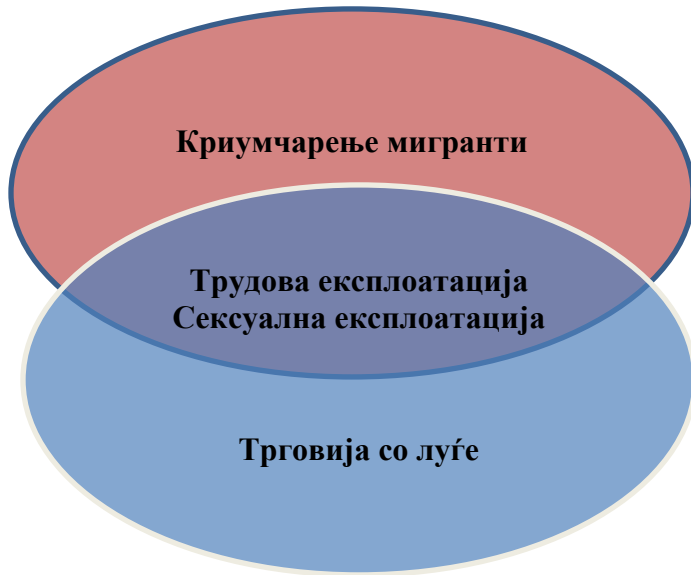 Криумчарење мигранти
Трудова експлоатација
Сексуална експлоатација
Трговија со луѓе